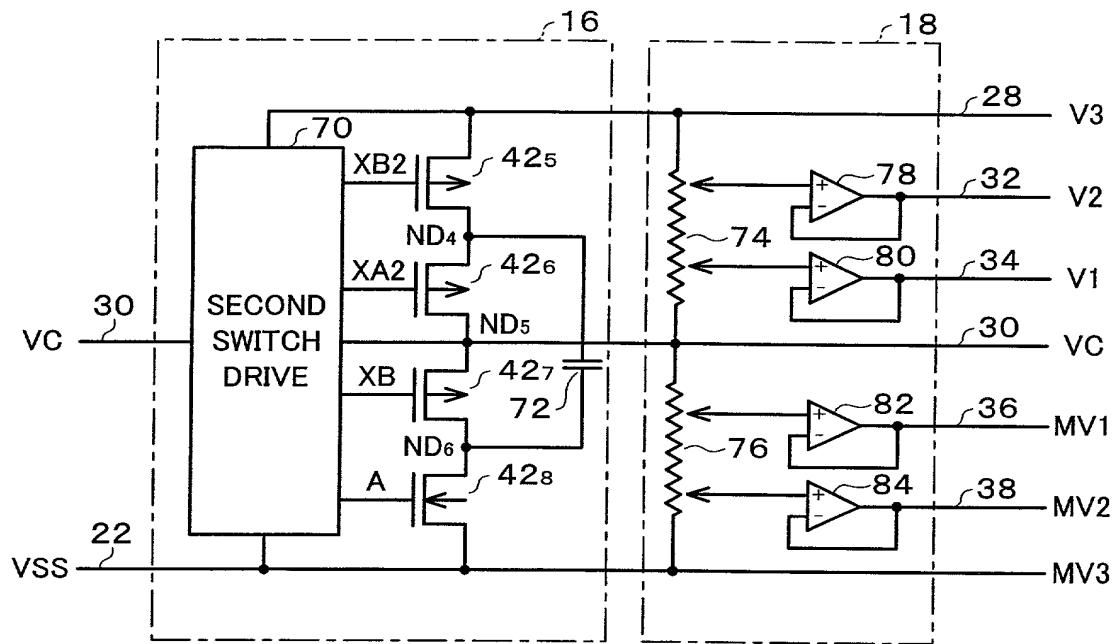 16
18
28 V3
70
XB2 42₅
+ 78 32 V2
-
ND₄ 74
XA2 42₆
+ 80 34 V1
-
SECOND
SWITCH
DRIVE
VC 30 ND₅ 30 VC
XB 42₇ 72
+ 82 36 MV1
-
ND₆ 76
A 42₈
+ 84 38 MV2
-
VSS 22 MV3